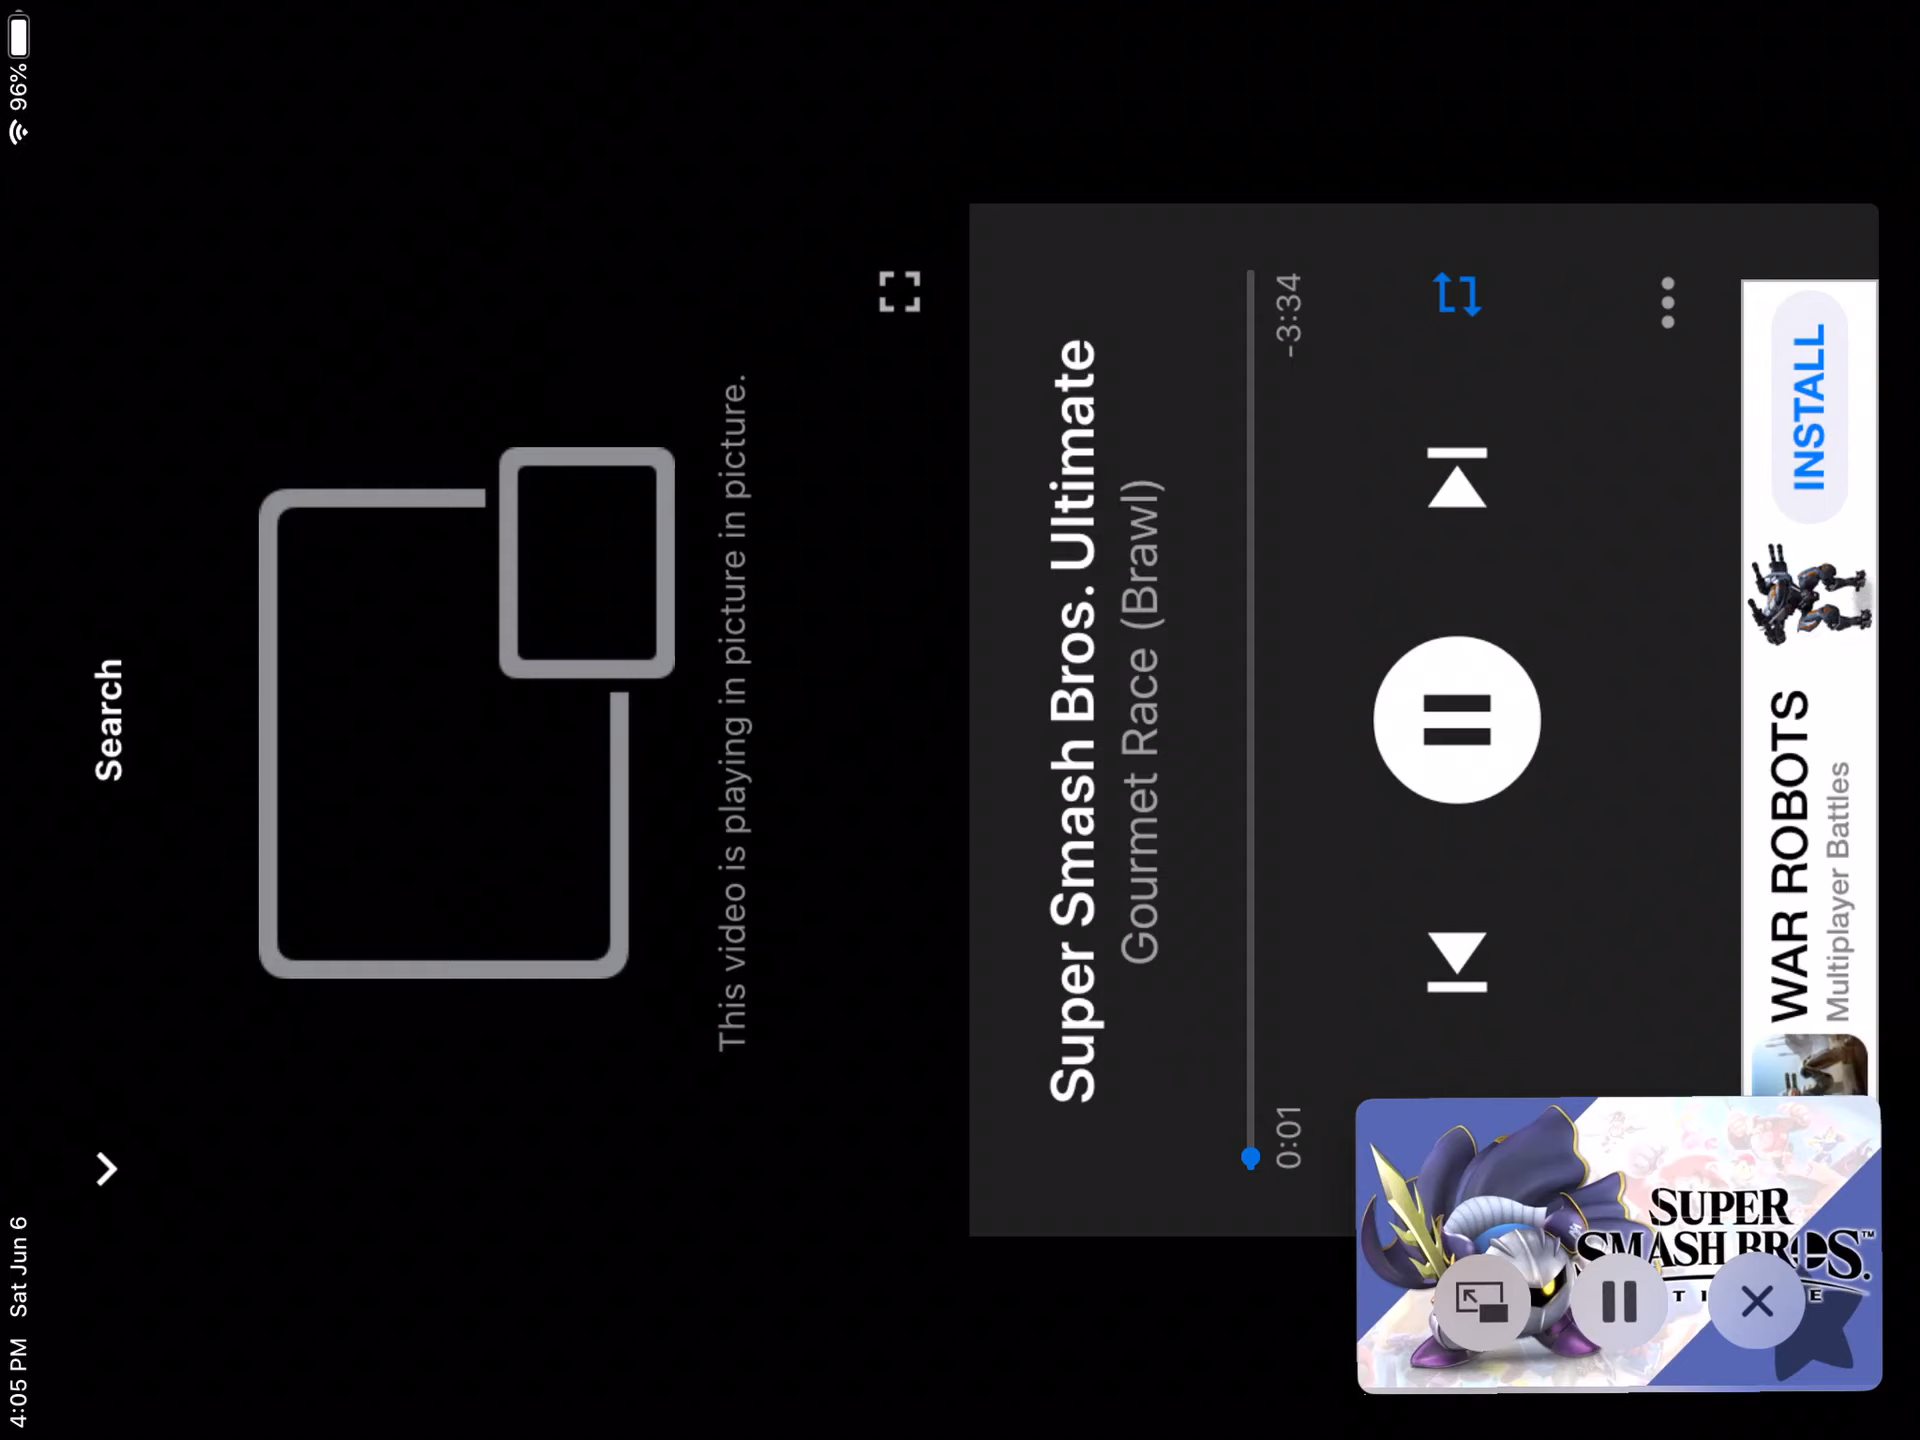 4:05 PM Sat Jun 6
96%
Search
This video is playing in picture in picture.
Super Smash Bros. Ultimate
Gourmet Race (Brawl)
0:01
-3:34
WAR ROBOTS
Multiplayer Battles
INSTALL
SUPER
SMASH BROS.™
T I E